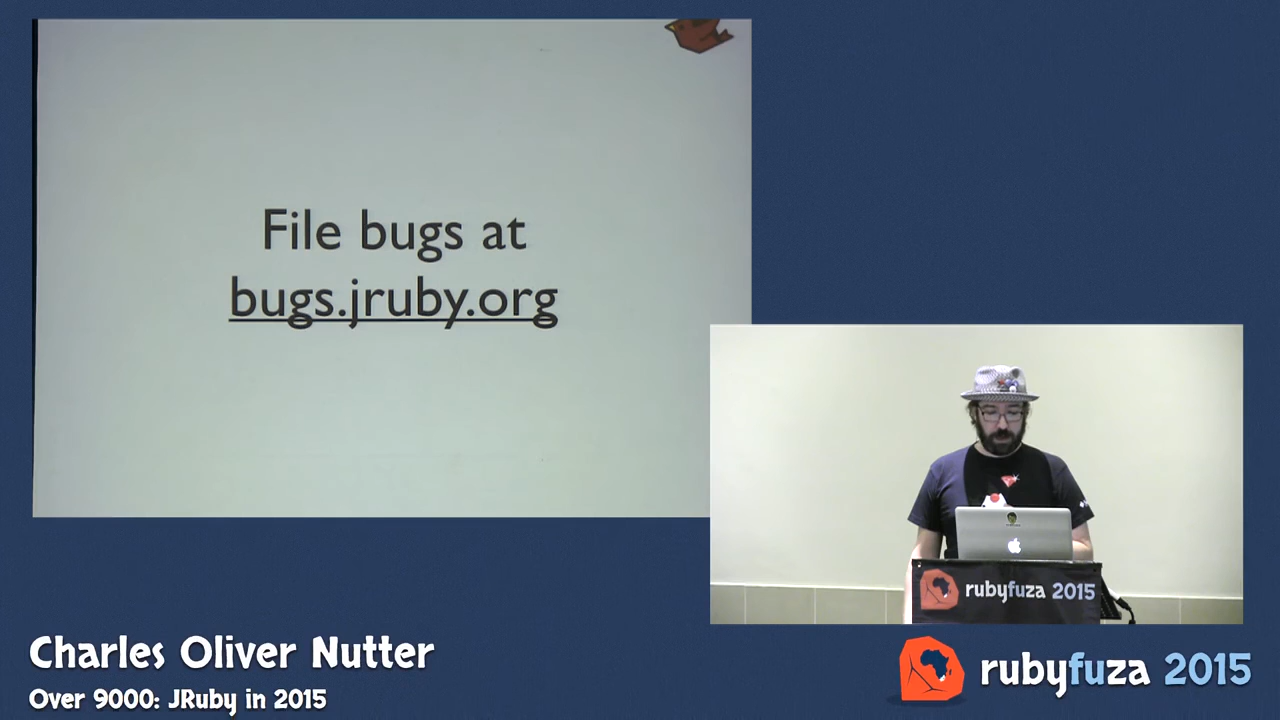 File bugs at
bugs.jruby.org
rubyfuza 2015
Charles Oliver Nutter
Over 9000: JRuby in 2015
rubyfuza 2015